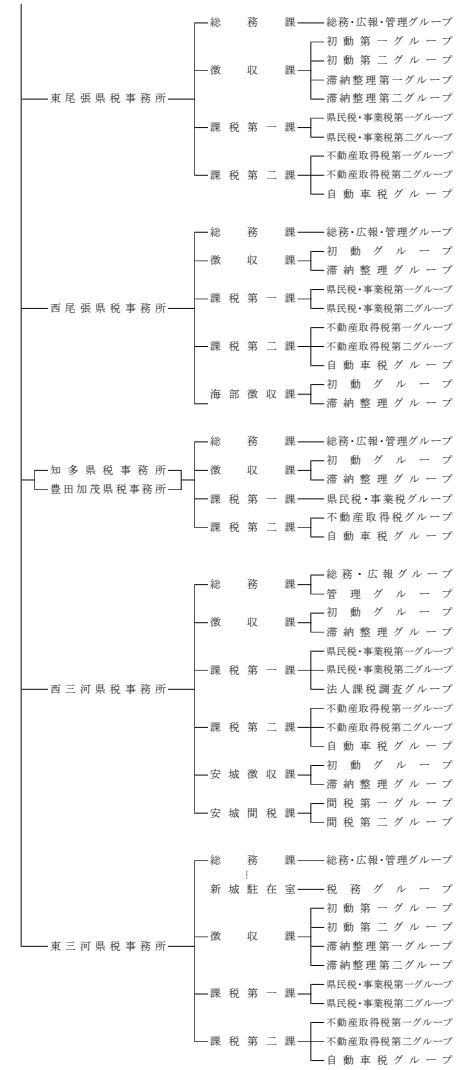 総務課 総務・広報・管理グループ
初動第一グループ
初動第二グループ
徴収課
滞納整理第一グループ
東尾張県税事務所 滞納整理第二グループ
課税第一課 県民税・事業税第一グループ
県民税・事業税第二グループ
不動産取得税第一グループ
課税第二課 不動産取得税第二グループ
自動車税グループ
総務課 総務・広報・管理グループ
徴収課 初動グループ
滞納整理グループ
西尾張県税事務所 課税第一課 県民税・事業税第一グループ
県民税・事業税第二グループ
不動産取得税第一グループ
課税第二課 不動産取得税第二グループ
自動車税グループ
海部徴収課 初動グループ
滞納整理グループ
総務課 総務・広報・管理グループ
知多県税事務所 徴収課 初動グループ
豊田加茂県税事務所 滞納整理グループ
課税第一課 県民税・事業税グループ
課税第二課 不動産取得税グループ
自動車税グループ
総務課 総務・広報グループ
管理グループ
徴収課 初動グループ
滞納整理グループ
県民税・事業税第一グループ
課税第一課 県民税・事業税第二グループ
西三河県税事務所 法人課税調査グループ
不動産取得税第一グループ
課税第二課 不動産取得税第二グループ
自動車税グループ
安城徴収課 初動グループ
滞納整理グループ
安城間税課 間税第一グループ
間税第二グループ
総務課 総務・広報・管理グループ
新城駐在室 税務グループ
初動第一グループ
徴収課 初動第二グループ
東三河県税事務所 滞納整理第一グループ
滞納整理第二グループ
課税第一課 県民税・事業税第一グループ
県民税・事業税第二グループ
不動産取得税第一グループ
課税第二課 不動産取得税第二グループ
自動車税グループ